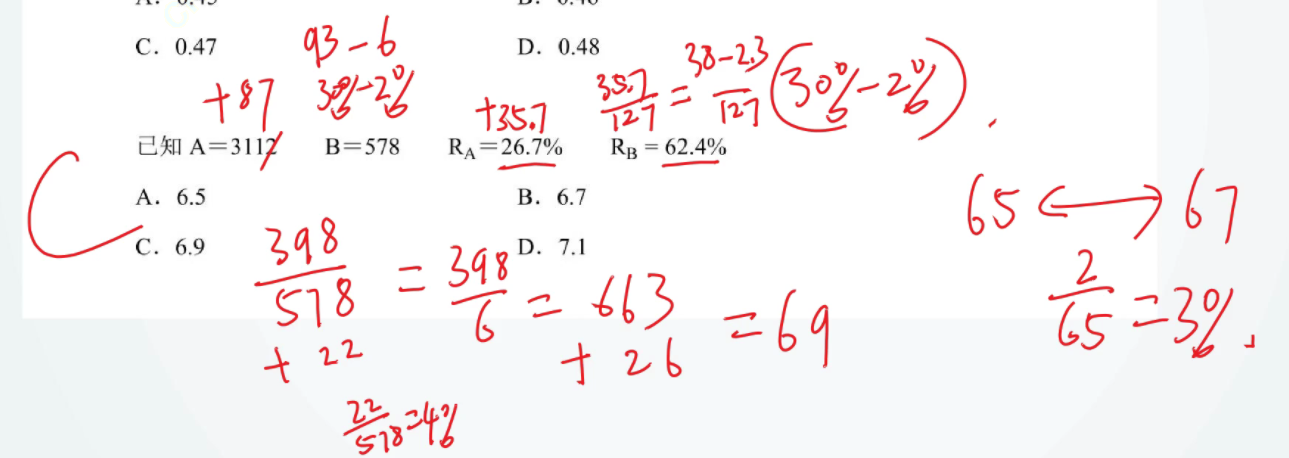 C. 0.47
D. 0.48
93-6
+87
30%-2%
+35.7
35.7/127 = 38-2.3/127 (30%-2%)
已知 A=3112 B=578 RA=26.7% RB = 62.4%
A. 6.5
B. 6.7
C. 6.9
D. 7.1
C
398/578 = 398/6 = 663 = 69
+22
+26
22/578=4%
65 ⟷ 67
2/65=3%